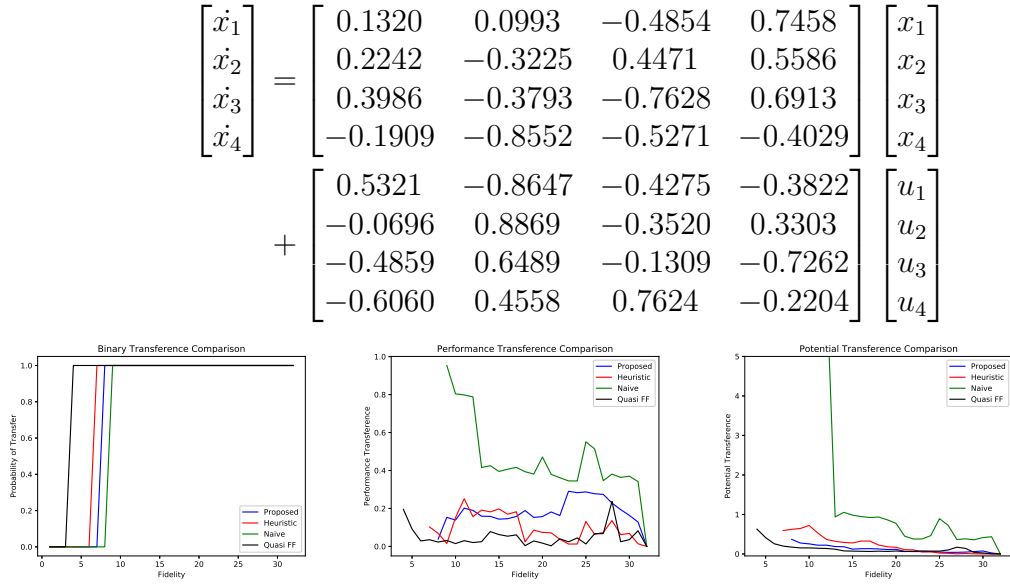 ẋ1 0.1320 0.0993 −0.4854 0.7458 x1
ẋ2 0.2242 −0.3225 0.4471 0.5586 x2
ẋ3 = 0.3986 −0.3793 −0.7628 0.6913 x3
ẋ4 −0.1909 −0.8552 −0.5271 −0.4029 x4
0.5321 −0.8647 −0.4275 −0.3822 u1
−0.0696 0.8869 −0.3520 0.3303 u2
+ −0.4859 0.6489 −0.1309 −0.7262 u3
−0.6060 0.4558 0.7624 −0.2204 u4
Binary Transference Comparison
Probability of Transfer
1.0
0.8
0.6
0.4
0.2
0.0
Proposed
Heuristic
Naive
Quasi FF
0 5 10 15 20 25 30
Fidelity
Performance Transference Comparison
Performance Transference
1.0
0.8
0.6
0.4
0.2
0.0
Proposed
Heuristic
Naive
Quasi FF
5 10 15 20 25 30
Fidelity
Potential Transference Comparison
Potential Transference
5
4
3
2
1
0
Proposed
Heuristic
Naive
Quasi FF
5 10 15 20 25 30
Fidelity